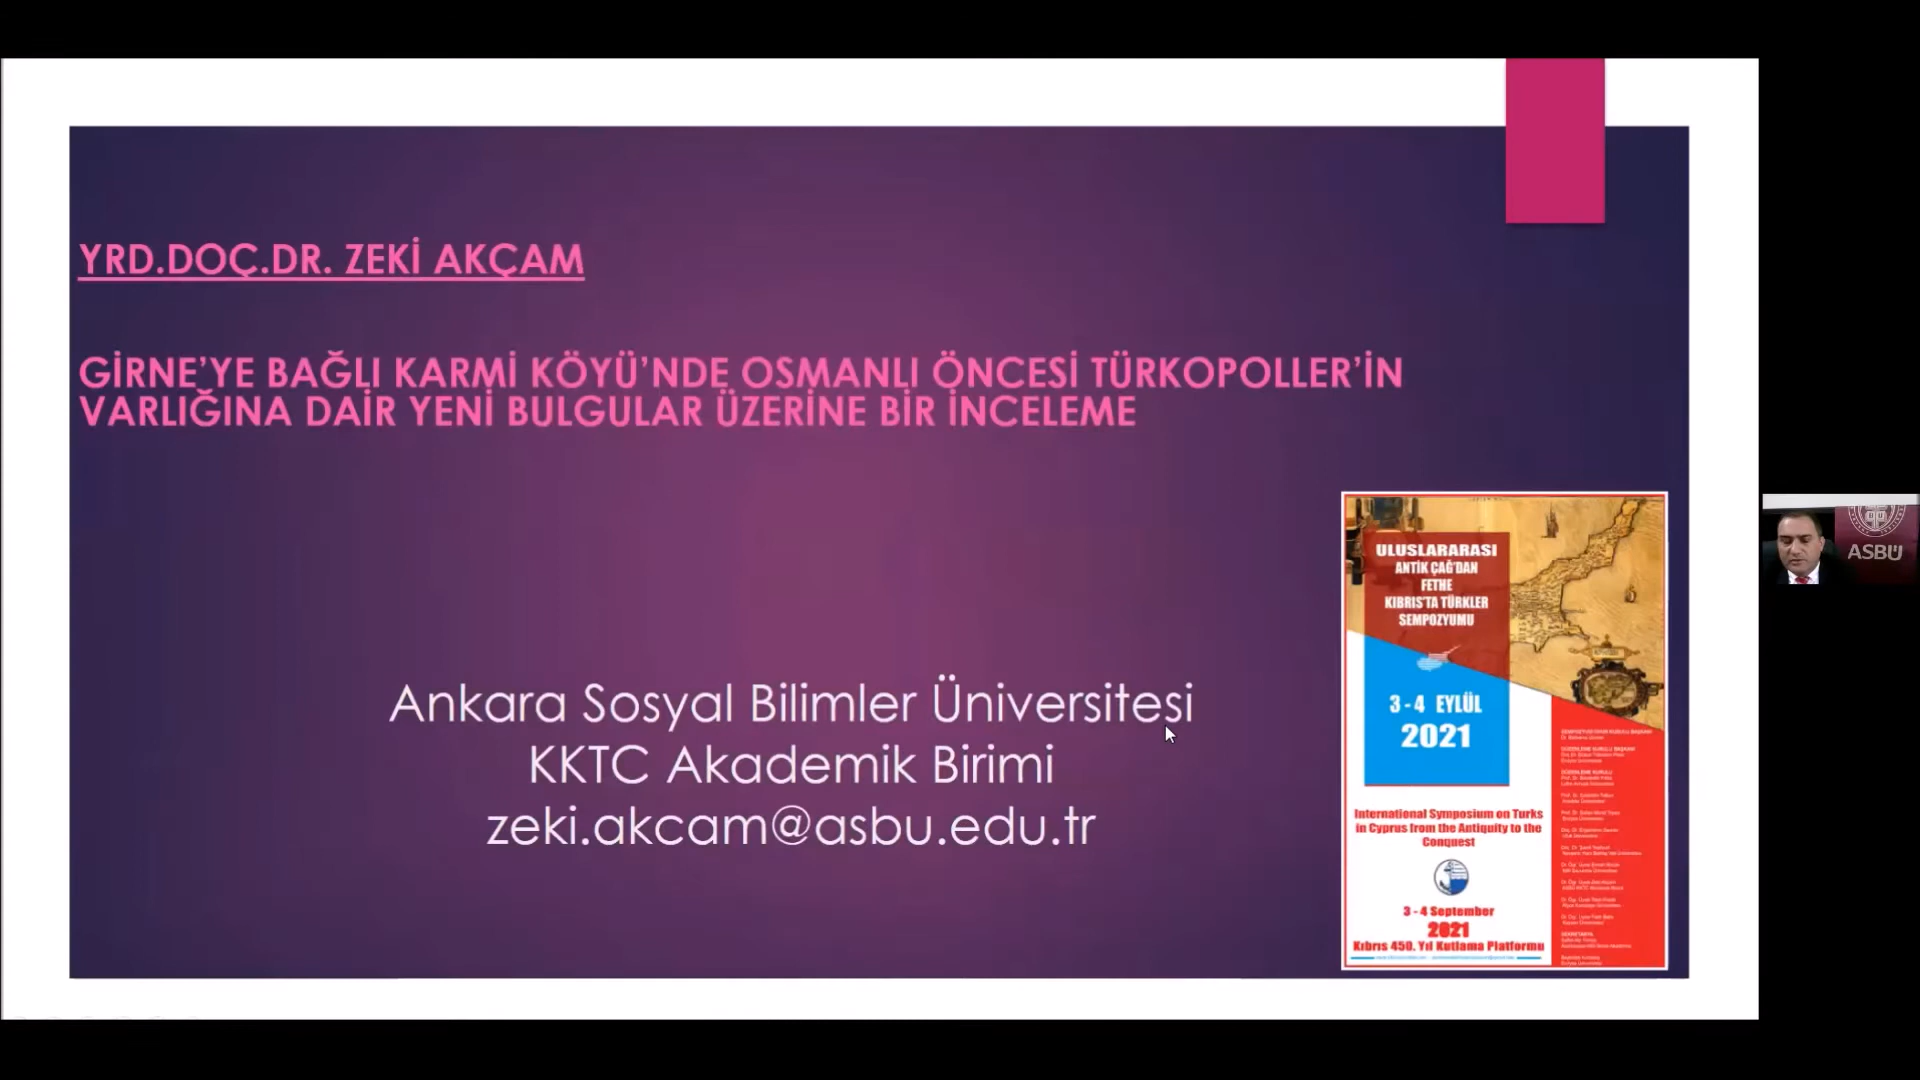 YRD.DOÇ.DR. ZEKİ AKÇAM
GİRNE'YE BAĞLI KARMİ KÖYÜ'NDE OSMANLI ÖNCESİ TÜRKOPOLLER'İN
VARLIĞINA DAİR YENİ BULGULAR ÜZERİNE BİR İNCELEME
Ankara Sosyal Bilimler Üniversitesi
KKTC Akademik Birimi
zeki.akcam@asbu.edu.tr
ULUSLARARASI
ANTİK ÇAĞ'DAN
FETHE
KIBRIS'TA TÜRKLER
SEMPOZYUMU
3 - 4 EYLÜL
2021
International Symposium on Turks
in Cyprus from the Antiquity to the
Conquest
3 - 4 September
2021
Kıbrıs 450. Yıl Kutlama Platformu
ASBÜ